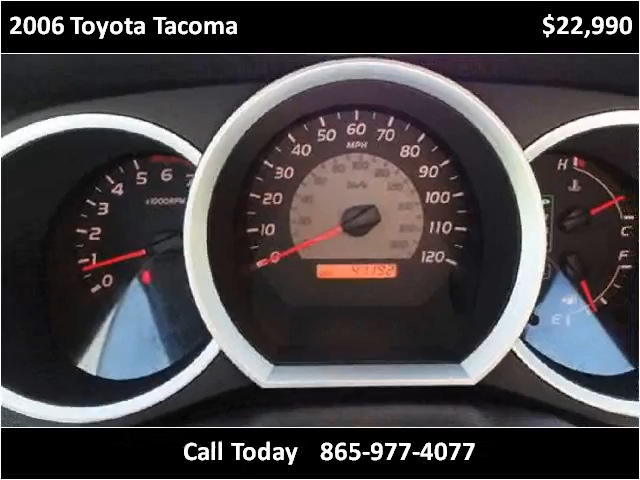 2006 Toyota Tacoma $22,990
H
C
F
E
0 1 2 3 4 5 6 7
x1000RPM
0 10 20 30 40 50 60 70 80 90 100 110 120
MPH
km/h
Call Today 865-977-4077